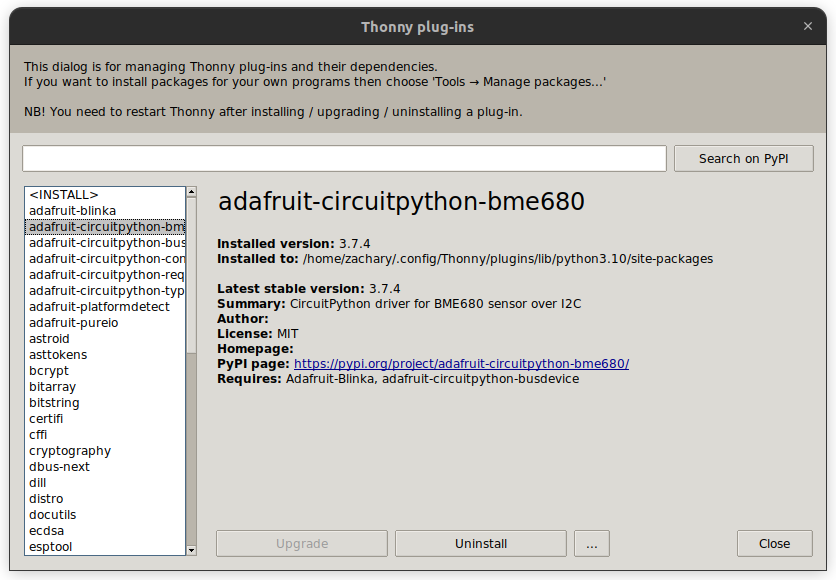 Thonny plug-ins
×
This dialog is for managing Thonny plug-ins and their dependencies.
If you want to install packages for your own programs then choose 'Tools → Manage packages...'
NB! You need to restart Thonny after installing / upgrading / uninstalling a plug-in.
Search on PyPI
<INSTALL>
adafruit-blinka
adafruit-circuitpython-bm
adafruit-circuitpython-bus
adafruit-circuitpython-con
adafruit-circuitpython-req
adafruit-circuitpython-typ
adafruit-platformdetect
adafruit-pureio
astroid
asttokens
bcrypt
bitarray
bitstring
certifi
cffi
cryptography
dbus-next
dill
distro
docutils
ecdsa
esptool
adafruit-circuitpython-bme680
Installed version: 3.7.4
Installed to: /home/zachary/.config/Thonny/plugins/lib/python3.10/site-packages
Latest stable version: 3.7.4
Summary: CircuitPython driver for BME680 sensor over I2C
Author:
License: MIT
Homepage:
PyPI page: https://pypi.org/project/adafruit-circuitpython-bme680/
Requires: Adafruit-Blinka, adafruit-circuitpython-busdevice
Upgrade
Uninstall
...
Close